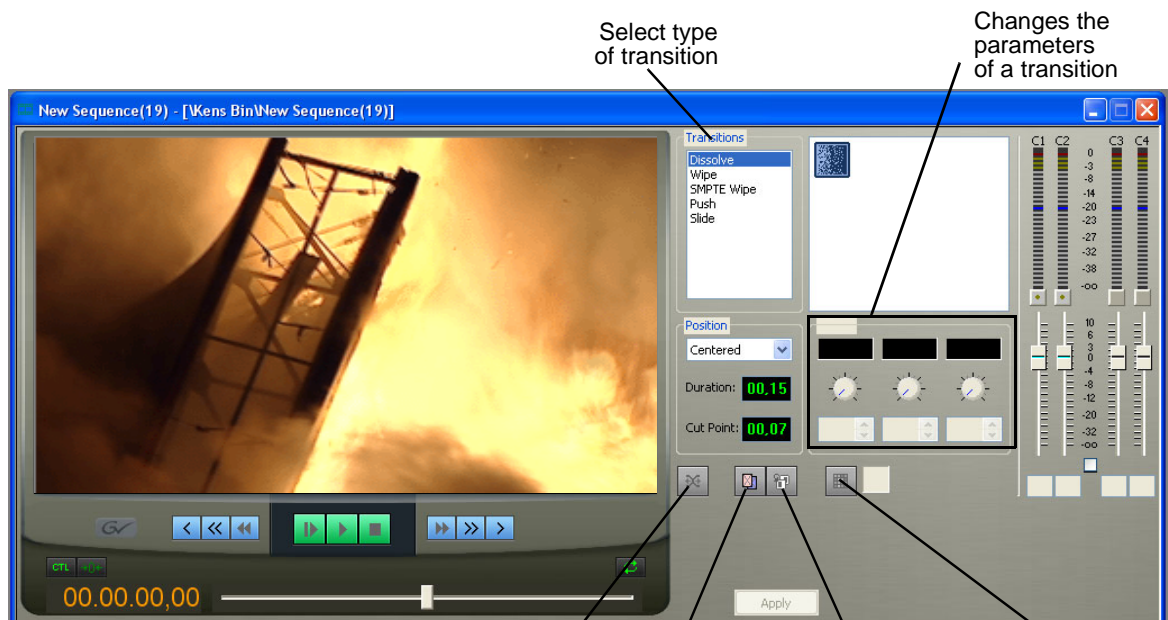 Select type
of transition
Changes the
parameters
of a transition
New Sequence(19) - [\Kens Bin\New Sequence(19)]
Transitions
Dissolve
Wipe
SMPTE Wipe
Push
Slide
Position
Centered
Duration: 00,15
Cut Point: 00,07
C1 C2 C3 C4
0
-3
-8
-14
-20
-23
-27
-32
-38
-oo
10
6
3
0
-4
-8
-12
-20
-32
-oo
GV
CTL →0←
00.00.00,00
Apply